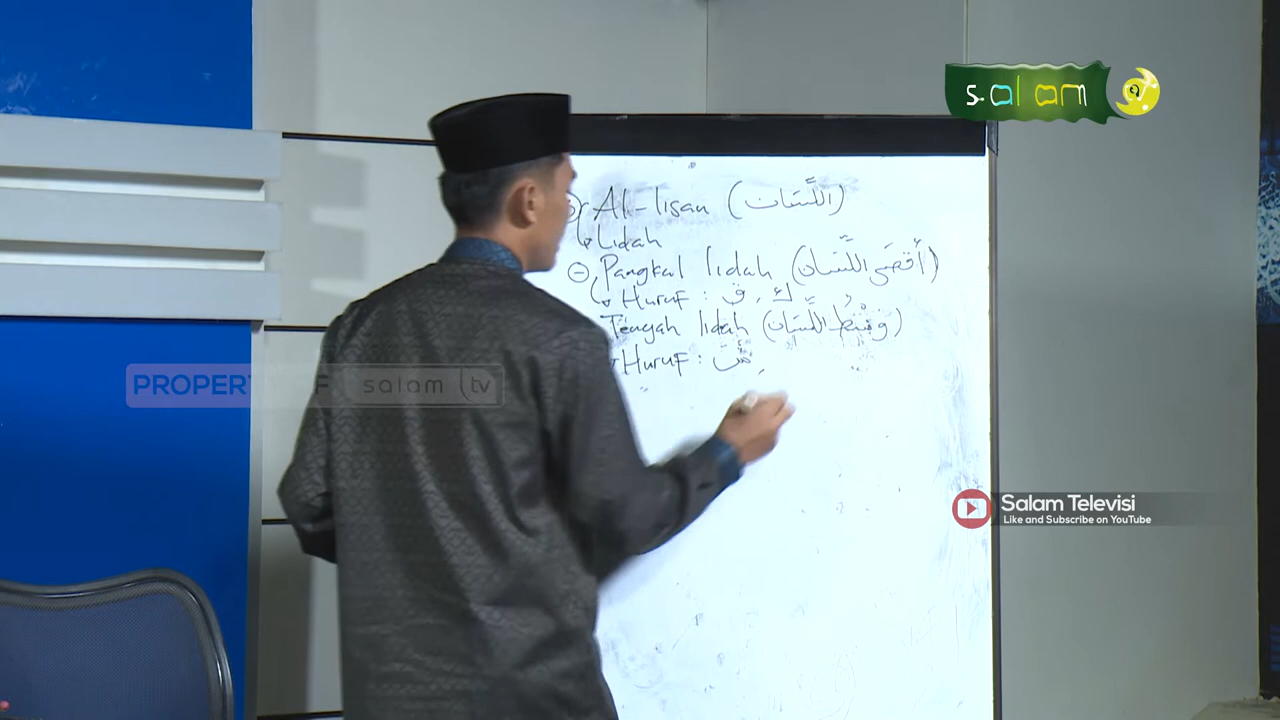 salam
Al-lisan (اللِّسَان)
Lidah
Pangkal lidah (أَقْصَى اللِّسَان)
Huruf : ق , ك
Tengah lidah (وَسْطُ اللِّسَان)
Huruf : ش ,
PROPERT F salam tv
Salam Televisi
Like and Subscribe on YouTube